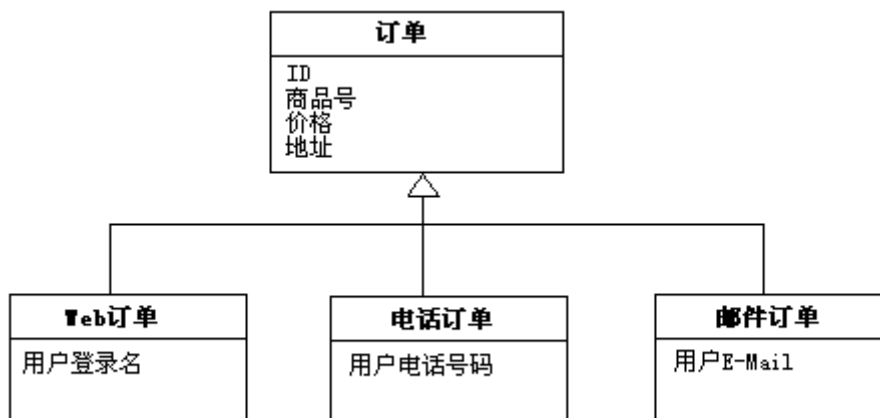 订单
ID
商品号
价格
地址
Web订单
用户登录名
电话订单
用户电话号码
邮件订单
用户E-Mail